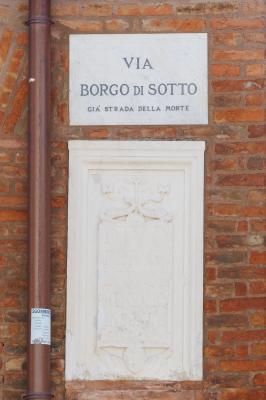 VIA
BORGO DI SOTTO
GIÀ STRADA DELLA MORTE